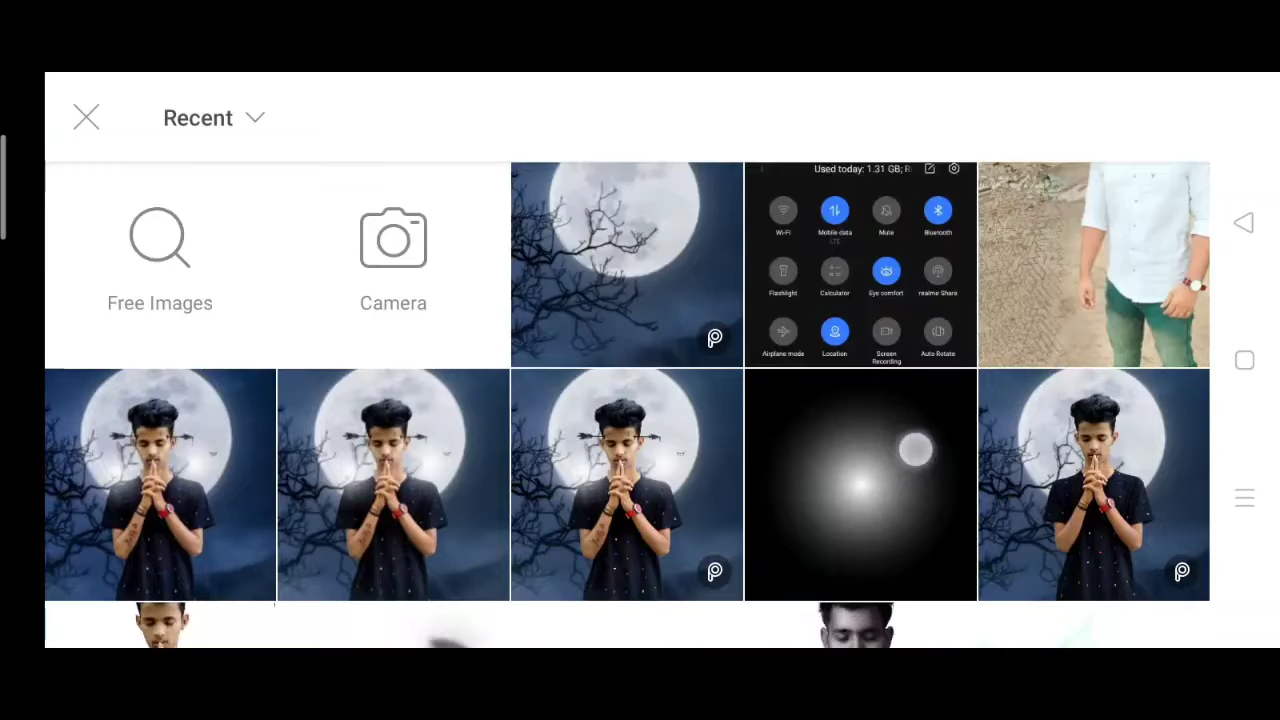 Recent
Used today: 1.31 GB; R
Free Images
Camera
Wi-Fi
Mobile data
LTE
Mute
Bluetooth
Flashlight
Calculator
Eye comfort
realme Share
Airplane mode
Location
Screen
Recording
Auto Rotate